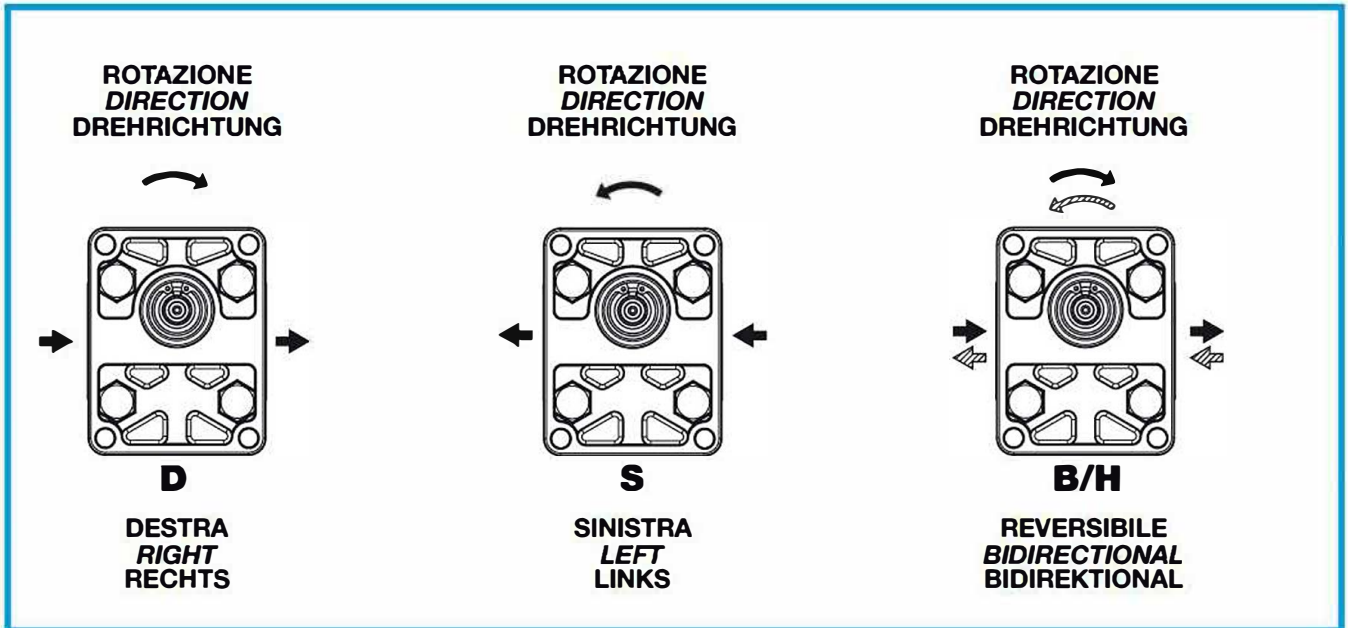 ROTAZIONE
DIRECTION
DREHRICHTUNG
D
DESTRA
RIGHT
RECHTS
ROTAZIONE
DIRECTION
DREHRICHTUNG
S
SINISTRA
LEFT
LINKS
ROTAZIONE
DIRECTION
DREHRICHTUNG
B/H
REVERSIBILE
BIDIRECTIONAL
BIDIREKTIONAL